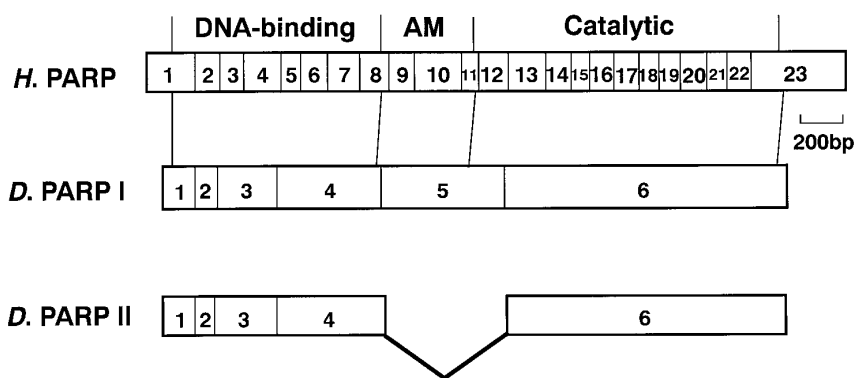 DNA-binding AM Catalytic
H. PARP 1 2 3 4 5 6 7 8 9 10 11 12 13 14 15 16 17 18 19 20 21 22 23
200bp
D. PARP I 1 2 3 4 5 6
D. PARP II 1 2 3 4 6